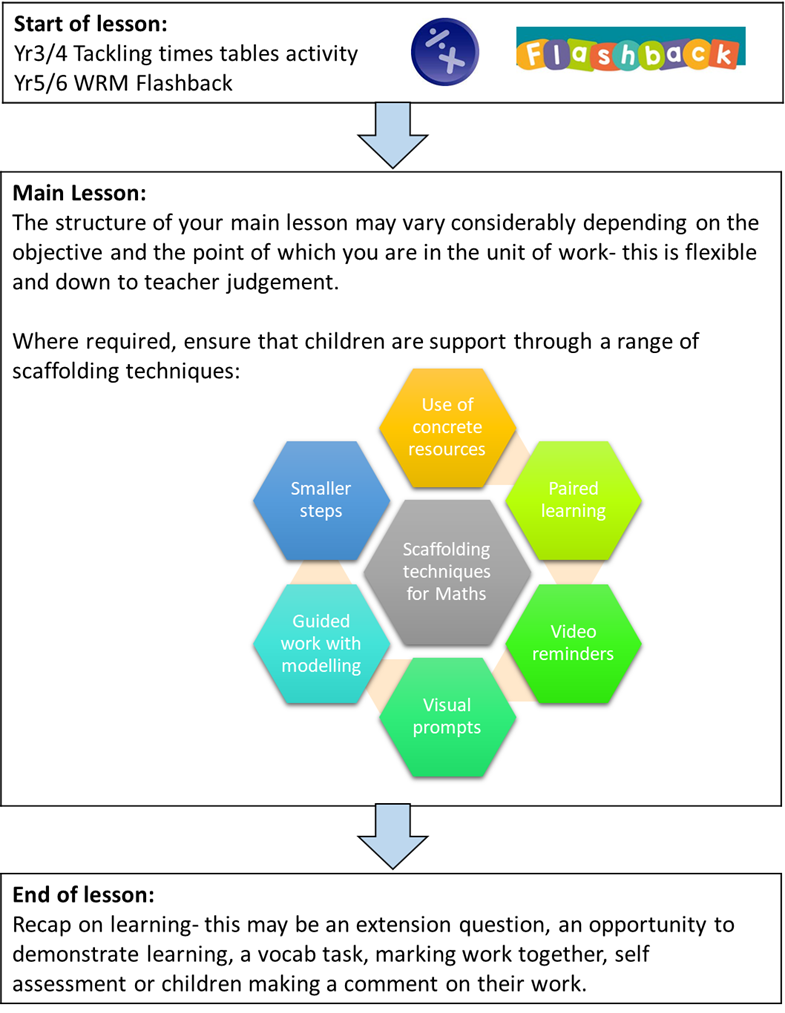 Start of lesson:
Yr3/4 Tackling times tables activity
Yr5/6 WRM Flashback
Flashback
Main Lesson:
The structure of your main lesson may vary considerably depending on the
objective and the point of which you are in the unit of work- this is flexible
and down to teacher judgement.
Where required, ensure that children are support through a range of
scaffolding techniques:
Use of
concrete
resources
Paired
learning
Video
reminders
Visual
prompts
Guided
work with
modelling
Smaller
steps
Scaffolding
techniques
for Maths
End of lesson:
Recap on learning- this may be an extension question, an opportunity to
demonstrate learning, a vocab task, marking work together, self
assessment or children making a comment on their work.